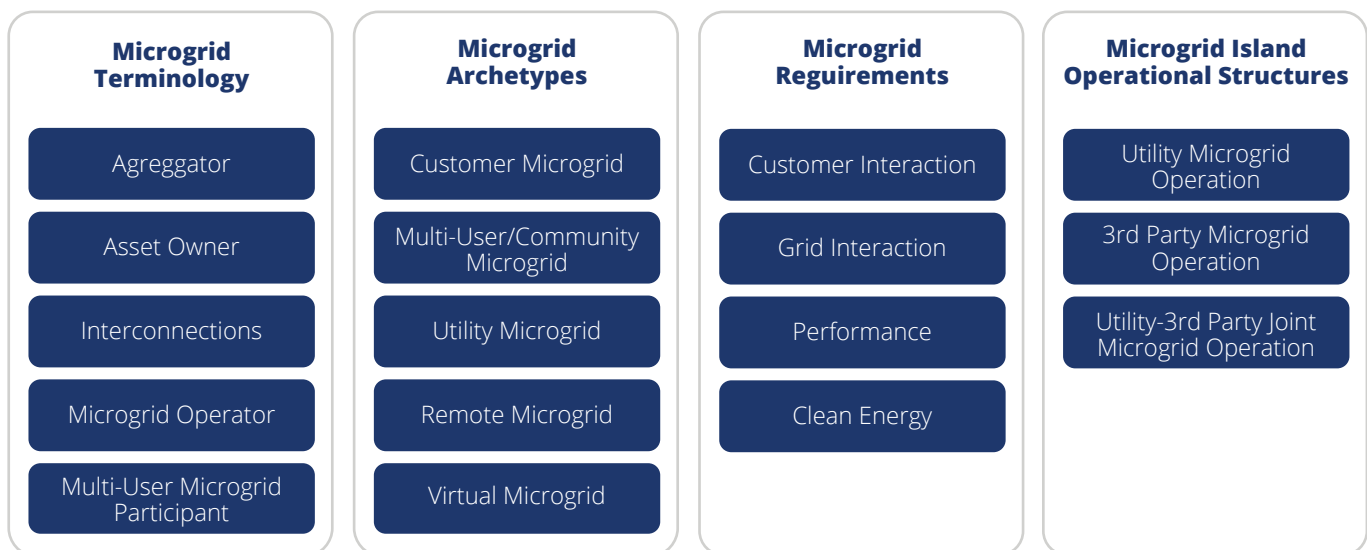 Microgrid
Terminology
Agreggator
Asset Owner
Interconnections
Microgrid Operator
Multi-User Microgrid
Participant
Microgrid
Archetypes
Customer Microgrid
Multi-User/Community
Microgrid
Utility Microgrid
Remote Microgrid
Virtual Microgrid
Microgrid
Reguirements
Customer Interaction
Grid Interaction
Performance
Clean Energy
Microgrid Island
Operational Structures
Utility Microgrid
Operation
3rd Party Microgrid
Operation
Utility-3rd Party Joint
Microgrid Operation